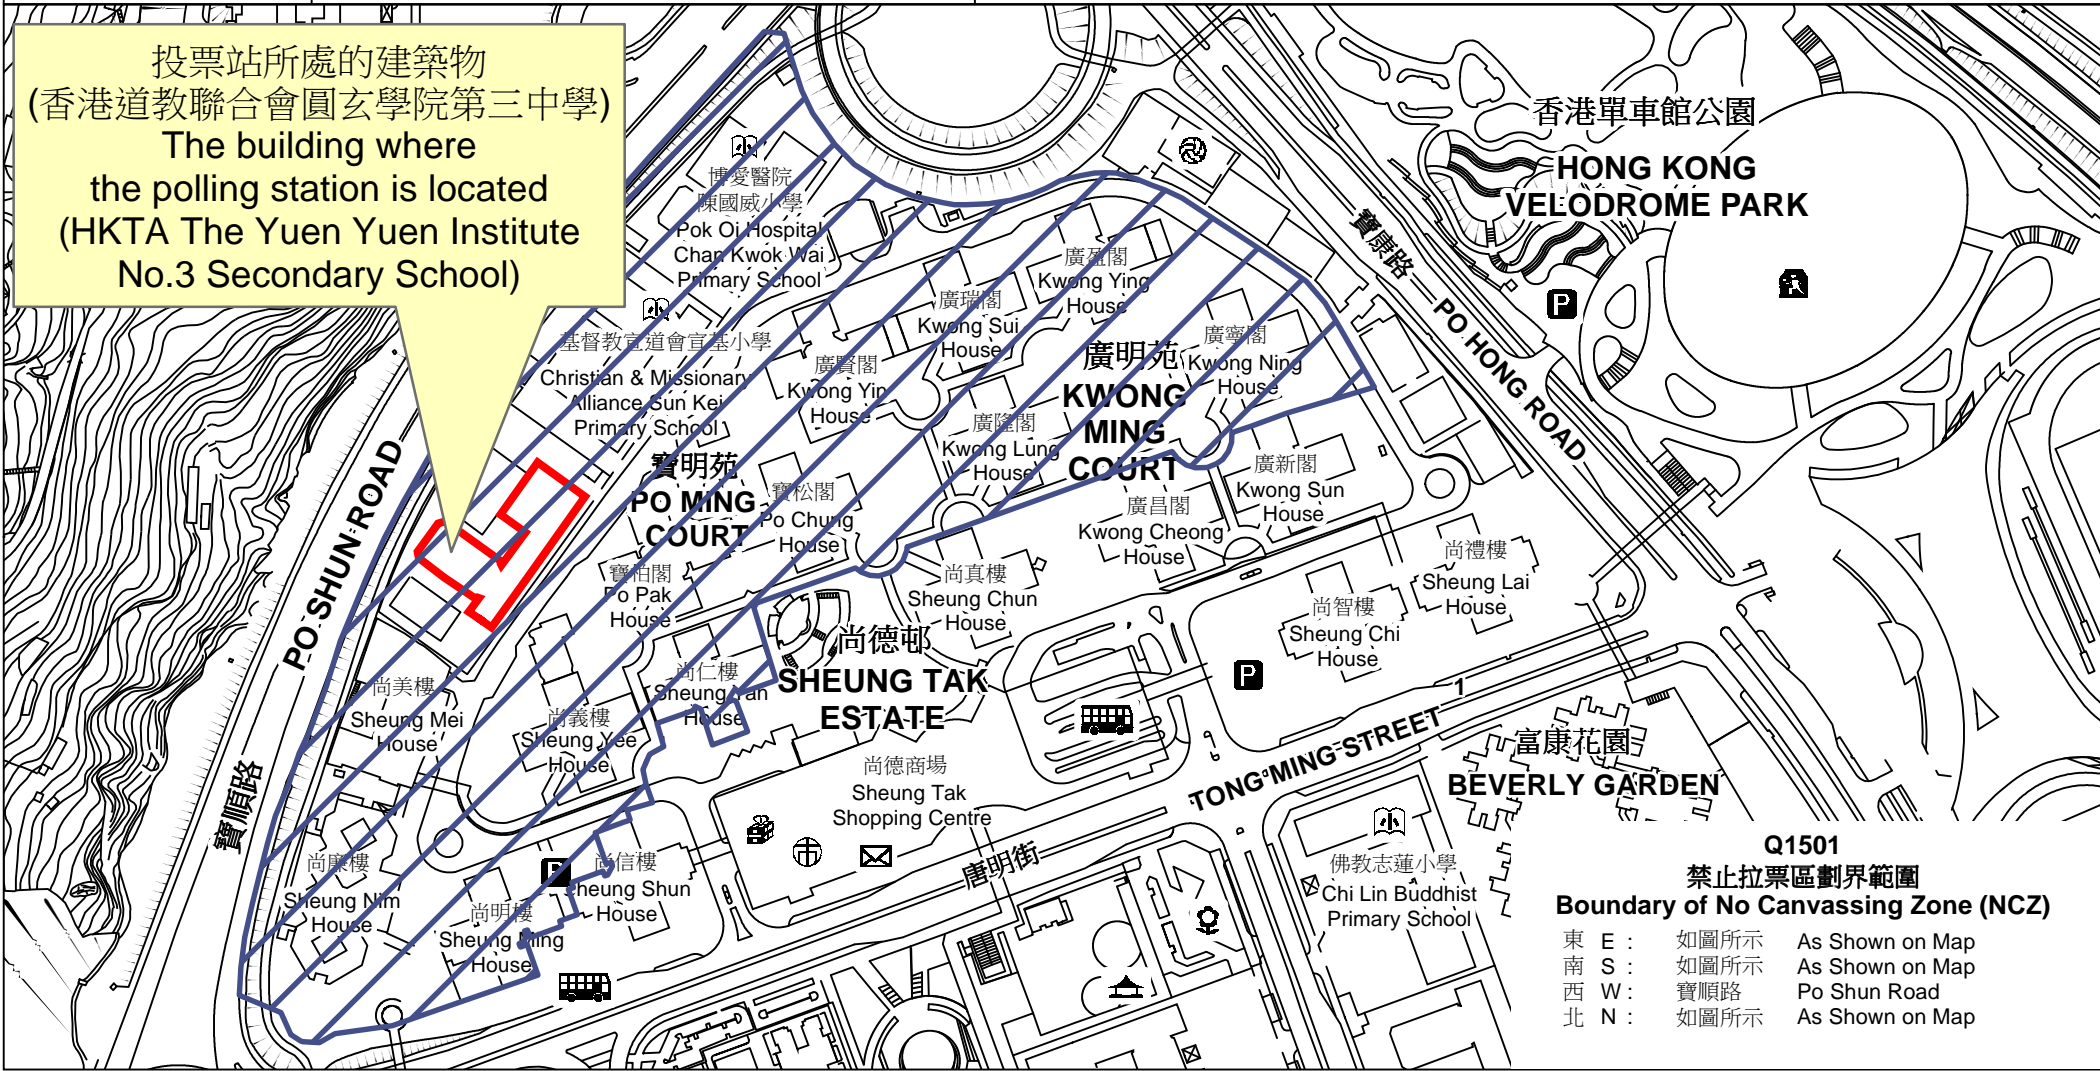 投票站所處的建築物
(香港道教聯合會圓玄學院第三中學)
The building where
the polling station is located
(HKTA The Yuen Yuen Institute
No.3 Secondary School)
香港單車館公園
HONG KONG
VELODROME PARK
博愛醫院
陳國威小學
Pok Oi Hospital
Chan Kwok Wai
Primary School
基督教宣道會宣基小學
Christian & Missionary
Alliance Sun Kei
Primary School
廣盈閣
Kwong Ying
House
廣瑞閣
Kwong Sui
House
廣賢閣
Kwong Yin
House
廣寧閣
Kwong Ning
House
廣明苑
KWONG
MING
COURT
廣隆閣
Kwong Lung
House
廣新閣
Kwong Sun
House
廣昌閣
Kwong Cheong
House
寶康路
PO HONG ROAD
寶明苑
PO MING
COURT
寶松閣
Po Chung
House
寶柏閣
Po Pak
House
PO SHUN ROAD
寶順路
尚真樓
Sheung Chun
House
尚禮樓
Sheung Lai
House
尚智樓
Sheung Chi
House
尚德邨
SHEUNG TAK
ESTATE
尚仁樓
Sheung Yan
House
尚美樓
Sheung Mei
House
尚義樓
Sheung Yee
House
尚德商場
Sheung Tak
Shopping Centre
尚廉樓
Sheung Nim
House
尚明樓
Sheung Ming
House
尚信樓
Sheung Shun
House
P
P
P
1
TONG MING STREET
唐明街
富康花園
BEVERLY GARDEN
佛教志蓮小學
Chi Lin Buddhist
Primary School
Q1501
禁止拉票區劃界範圍
Boundary of No Canvassing Zone (NCZ)
東 E : 如圖所示 As Shown on Map
南 S : 如圖所示 As Shown on Map
西 W : 寶順路 Po Shun Road
北 N : 如圖所示 As Shown on Map